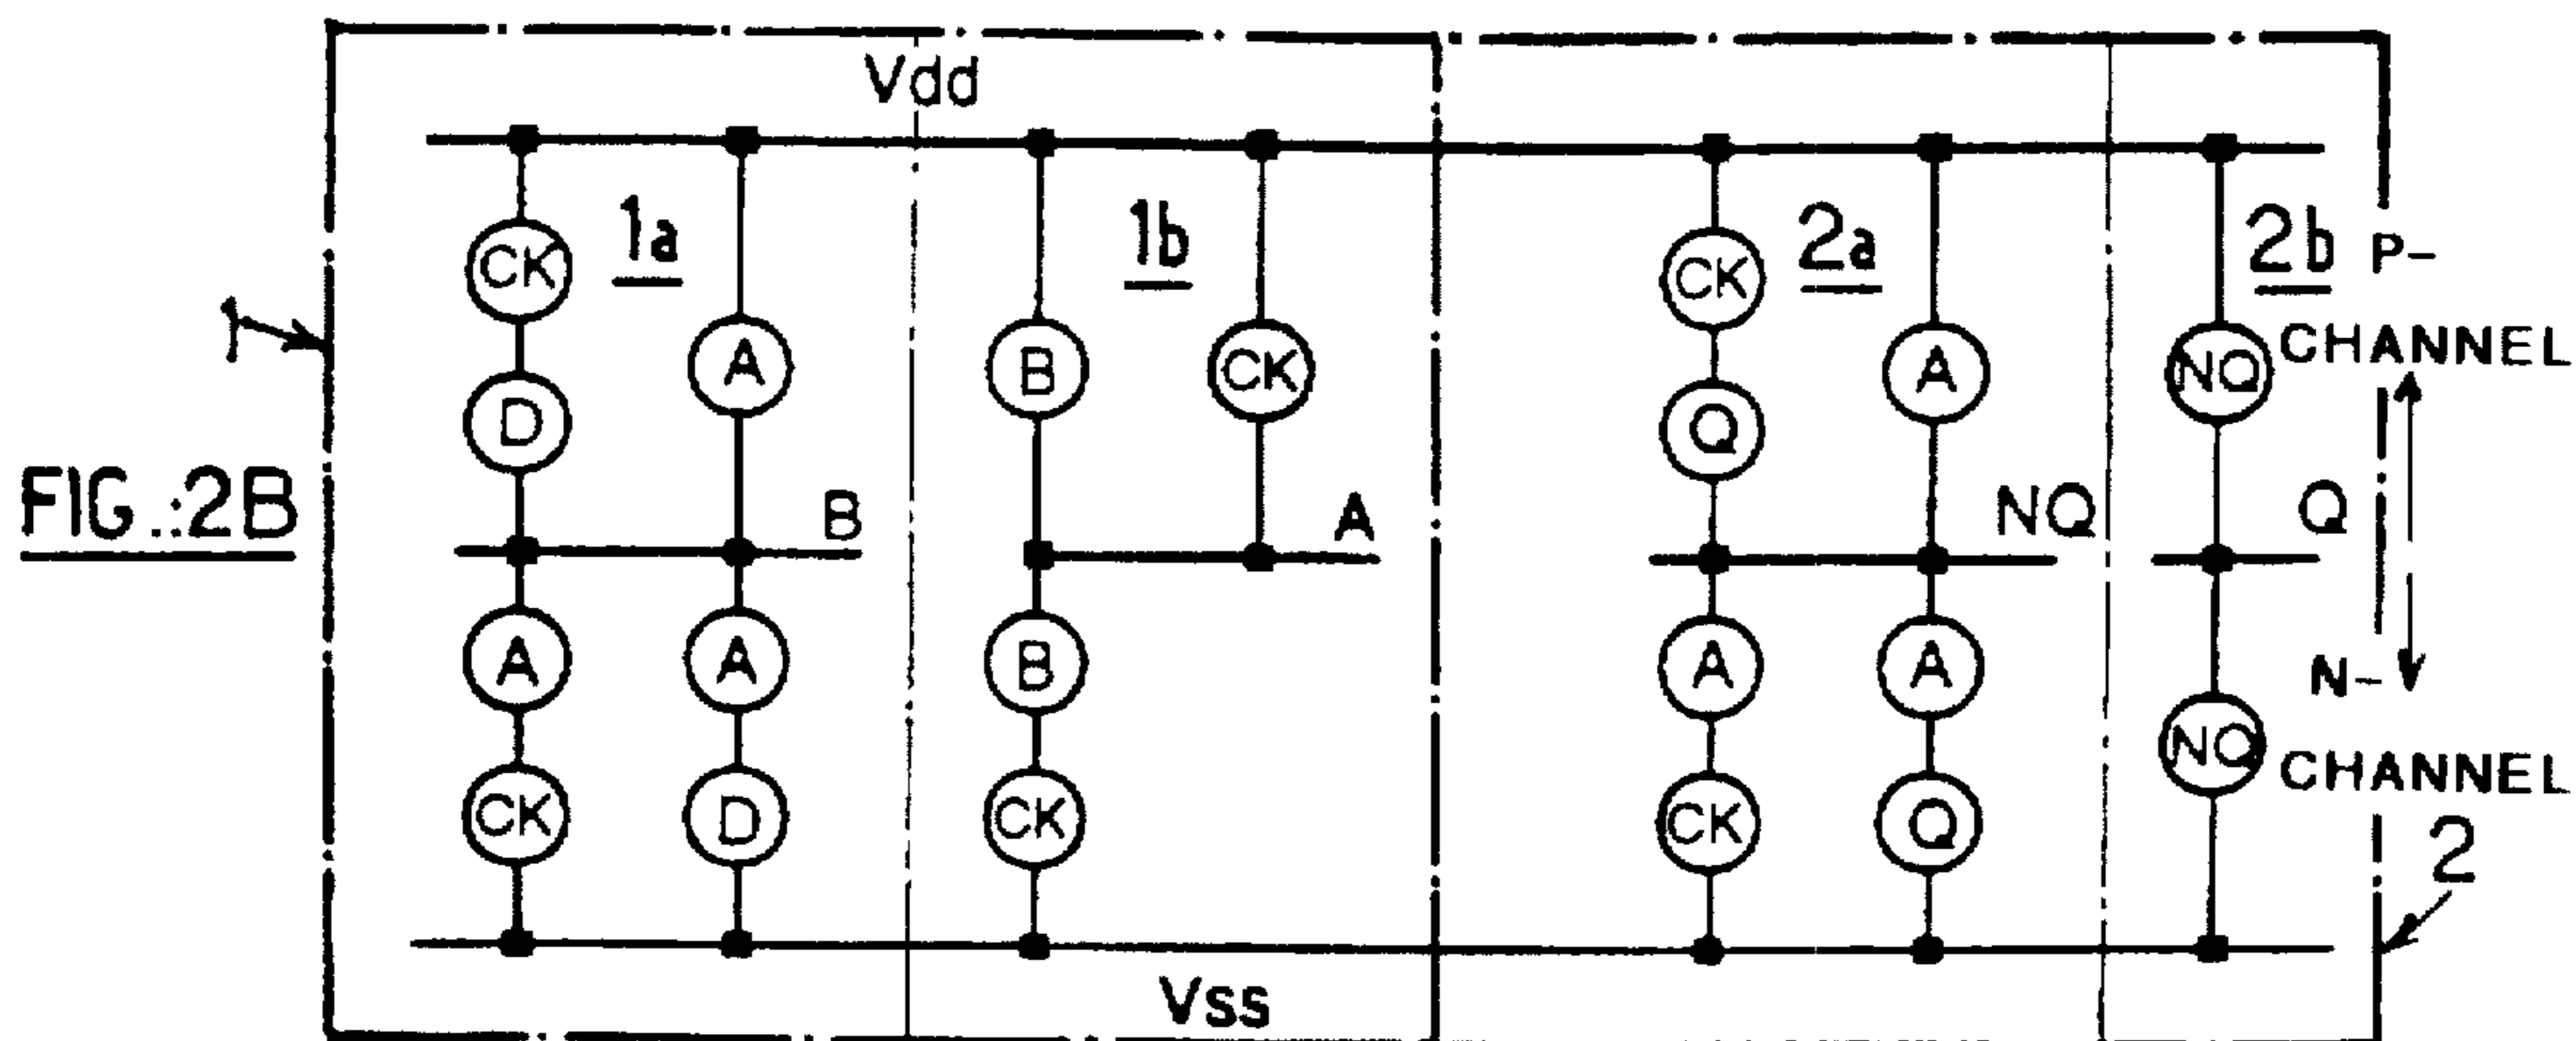 Vdd
1a
1b
2a
2b
P-
CHANNEL
CK
A
B
CK
CK
A
NQ
D
Q
1
FIG.:2B
B
A
NQ
Q
A
A
B
A
A
N-
CHANNEL
CK
D
CK
CK
Q
NQ
2
Vss